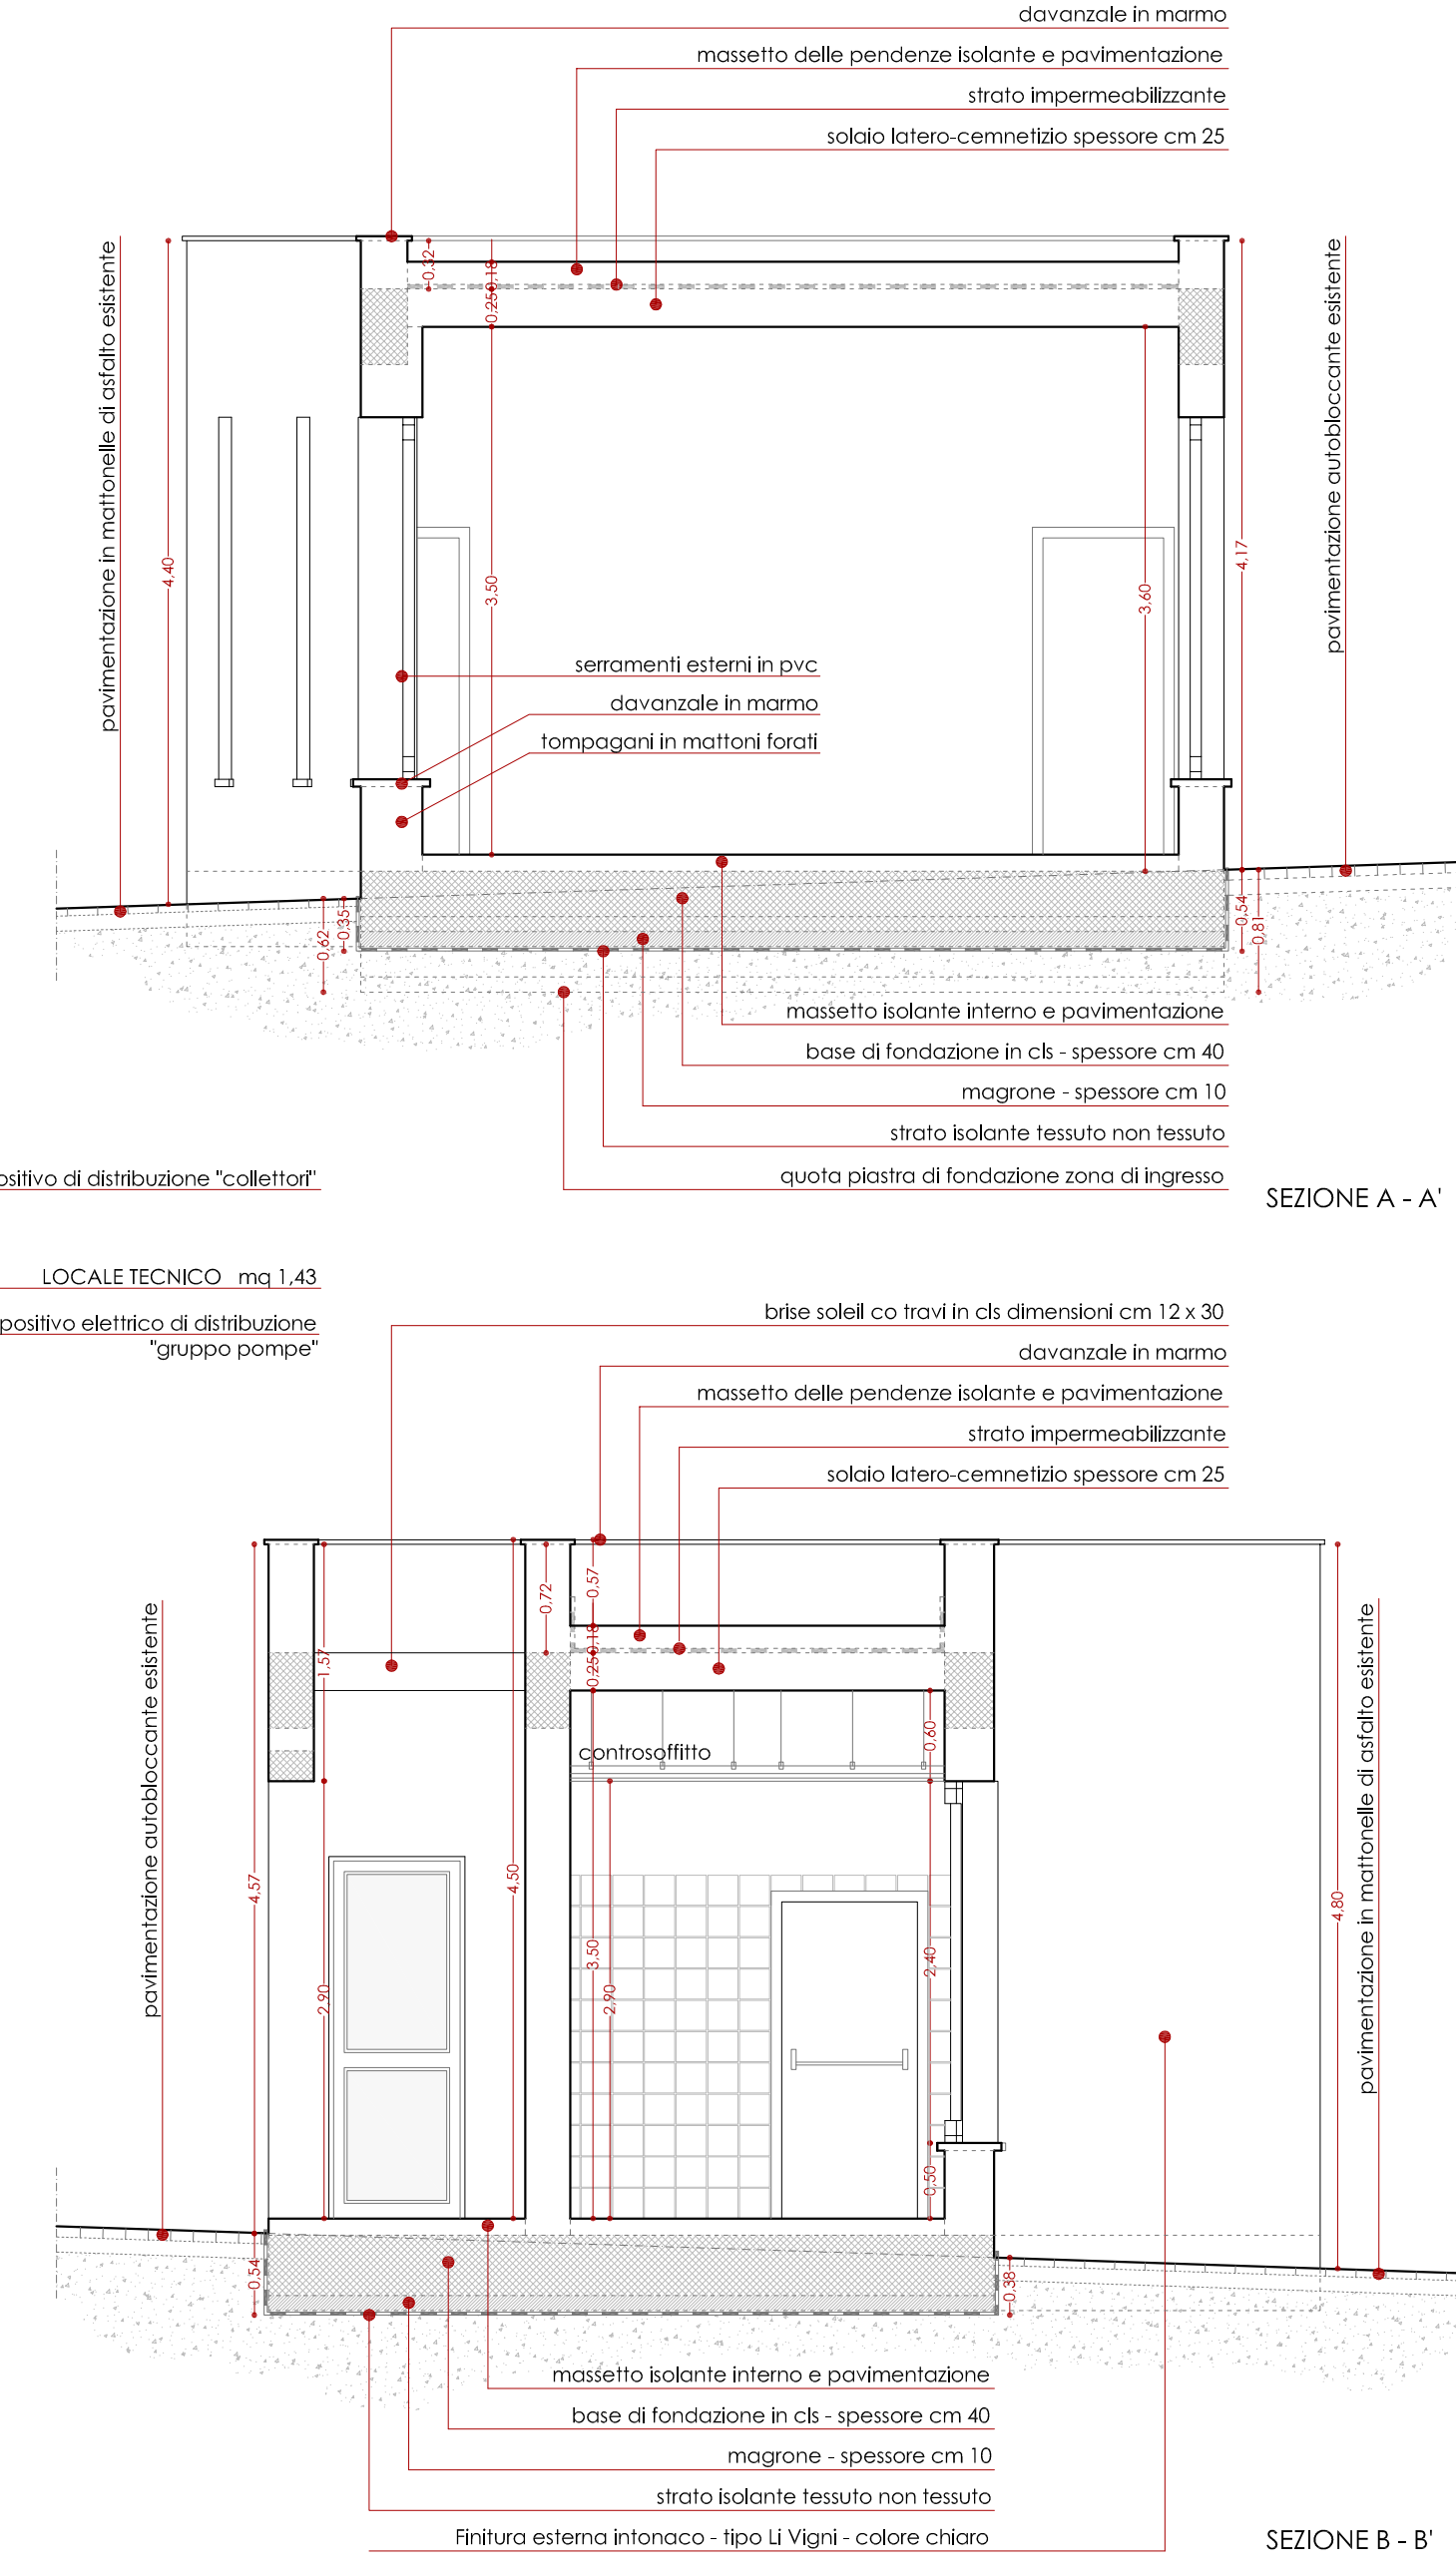 davanzale in marmo
massetto delle pendenze isolante e pavimentazione
strato impermeabilizzante
solaio latero-cemnetizio spessore cm 25
pavimentazione in mattonelle di asfalto esistente
4,40
0,32
0,18
0,25
3,50
3,60
4,17
pavimentazione autobloccante esistente
serramenti esterni in pvc
davanzale in marmo
tompagani in mattoni forati
0,62
0,35
0,54
0,81
massetto isolante interno e pavimentazione
base di fondazione in cls - spessore cm 40
magrone - spessore cm 10
strato isolante tessuto non tessuto
quota piastra di fondazione zona di ingresso
ositivo di distribuzione "collettori"
SEZIONE A - A'
LOCALE TECNICO mq 1,43
positivo elettrico di distribuzione
"gruppo pompe"
brise soleil co travi in cls dimensioni cm 12 x 30
davanzale in marmo
massetto delle pendenze isolante e pavimentazione
strato impermeabilizzante
solaio latero-cemnetizio spessore cm 25
pavimentazione autobloccante esistente
4,57
1,57
2,90
4,50
0,72
0,57
0,18
0,25
controsoffitto
3,50
2,90
0,60
2,40
0,50
4,80
pavimentazione in mattonelle di asfalto esistente
0,54
0,38
massetto isolante interno e pavimentazione
base di fondazione in cls - spessore cm 40
magrone - spessore cm 10
strato isolante tessuto non tessuto
Finitura esterna intonaco - tipo Li Vigni - colore chiaro
SEZIONE B - B'